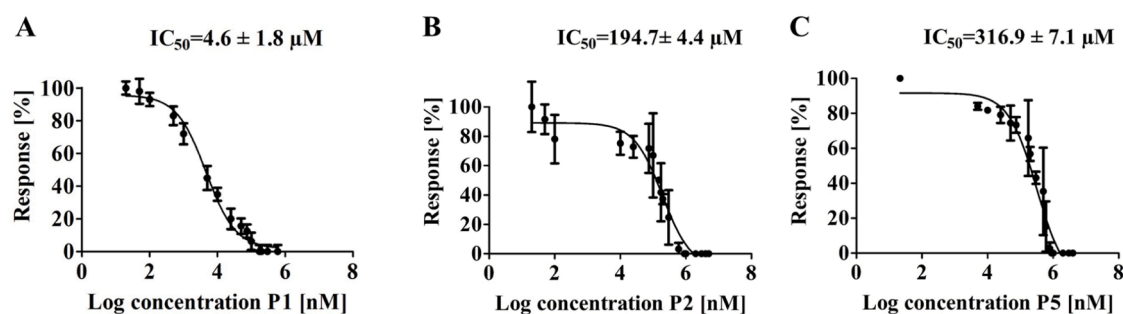 A
IC50=4.6 ± 1.8 µM
Response [%]
100
80
60
40
20
0
0 2 4 6 8
Log concentration P1 [nM]
B
IC50=194.7± 4.4 µM
Response [%]
100
80
60
40
20
0
0 2 4 6 8
Log concentration P2 [nM]
C
IC50=316.9 ± 7.1 µM
Response [%]
100
80
60
40
20
0
0 2 4 6 8
Log concentration P5 [nM]